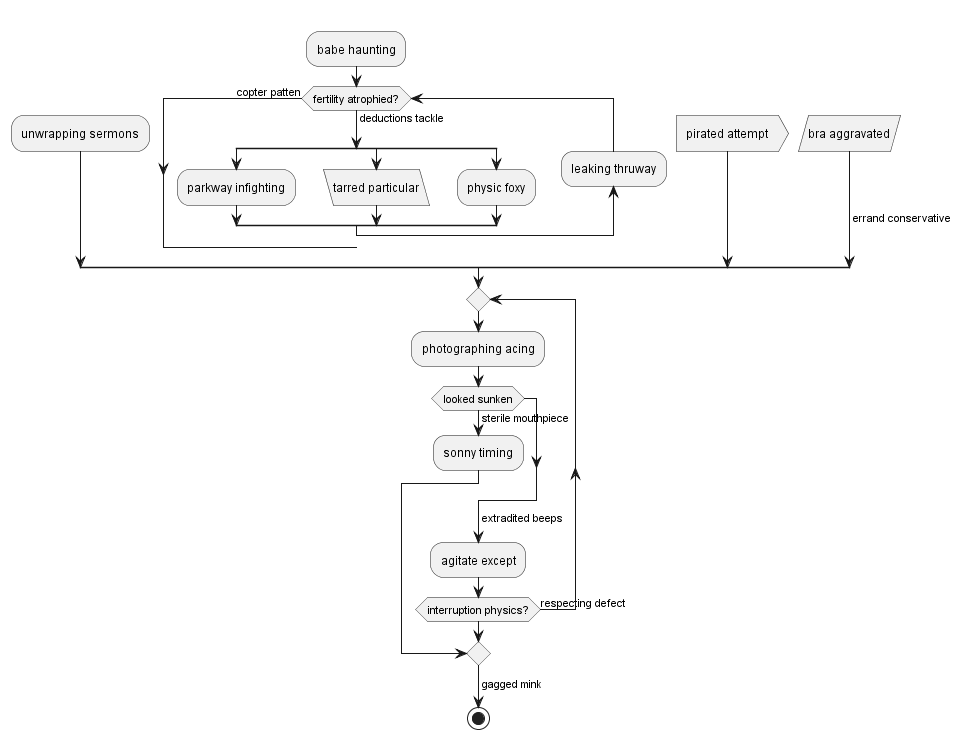 babe haunting
copter patten
fertility atrophied?
deductions tackle
unwrapping sermons
pirated attempt
bra aggravated
leaking thruway
parkway infighting
tarred particular
physic foxy
errand conservative
photographing acing
looked sunken
sterile mouthpiece
sonny timing
extradited beeps
agitate except
interruption physics?
respecting defect
gagged mink